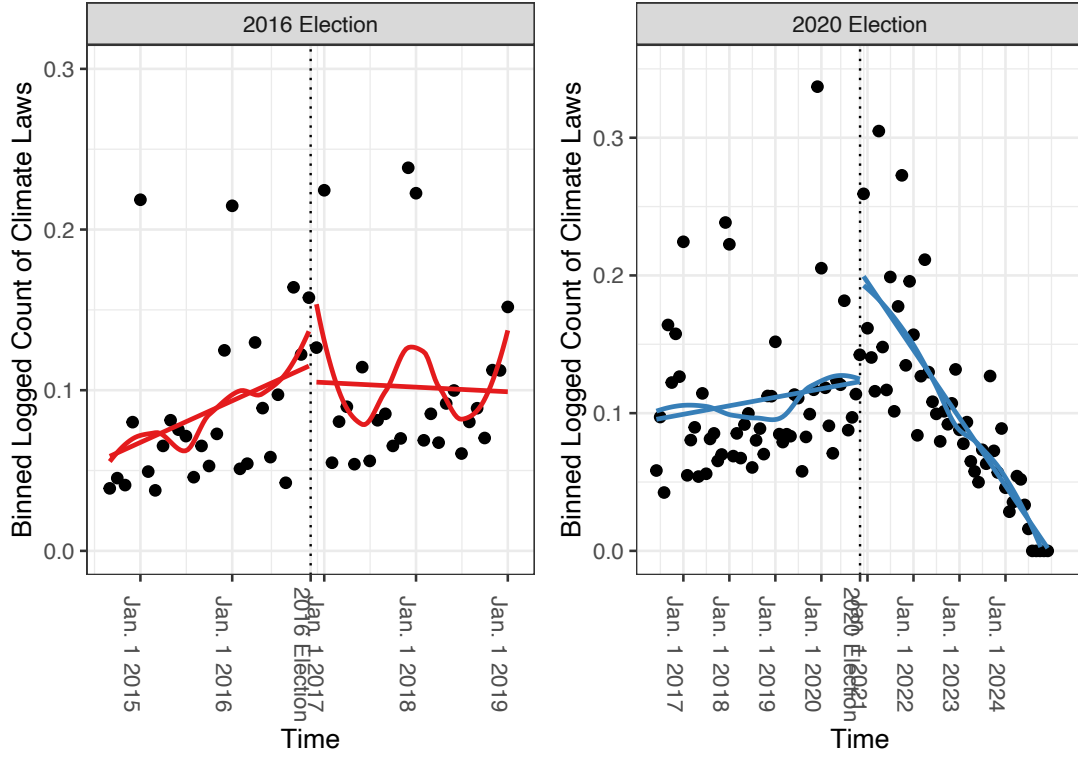 2016 Election
2020 Election
Binned Logged Count of Climate Laws
0.3
0.2
0.1
0.0
Jan. 1 2015
Jan. 1 2016
2016 Election
Jan. 1 2017
Jan. 1 2018
Jan. 1 2019
Time
Binned Logged Count of Climate Laws
0.3
0.2
0.1
0.0
Jan. 1 2017
Jan. 1 2018
Jan. 1 2019
Jan. 1 2020
2020 Election
Jan. 1 2021
Jan. 1 2022
Jan. 1 2023
Jan. 1 2024
Time